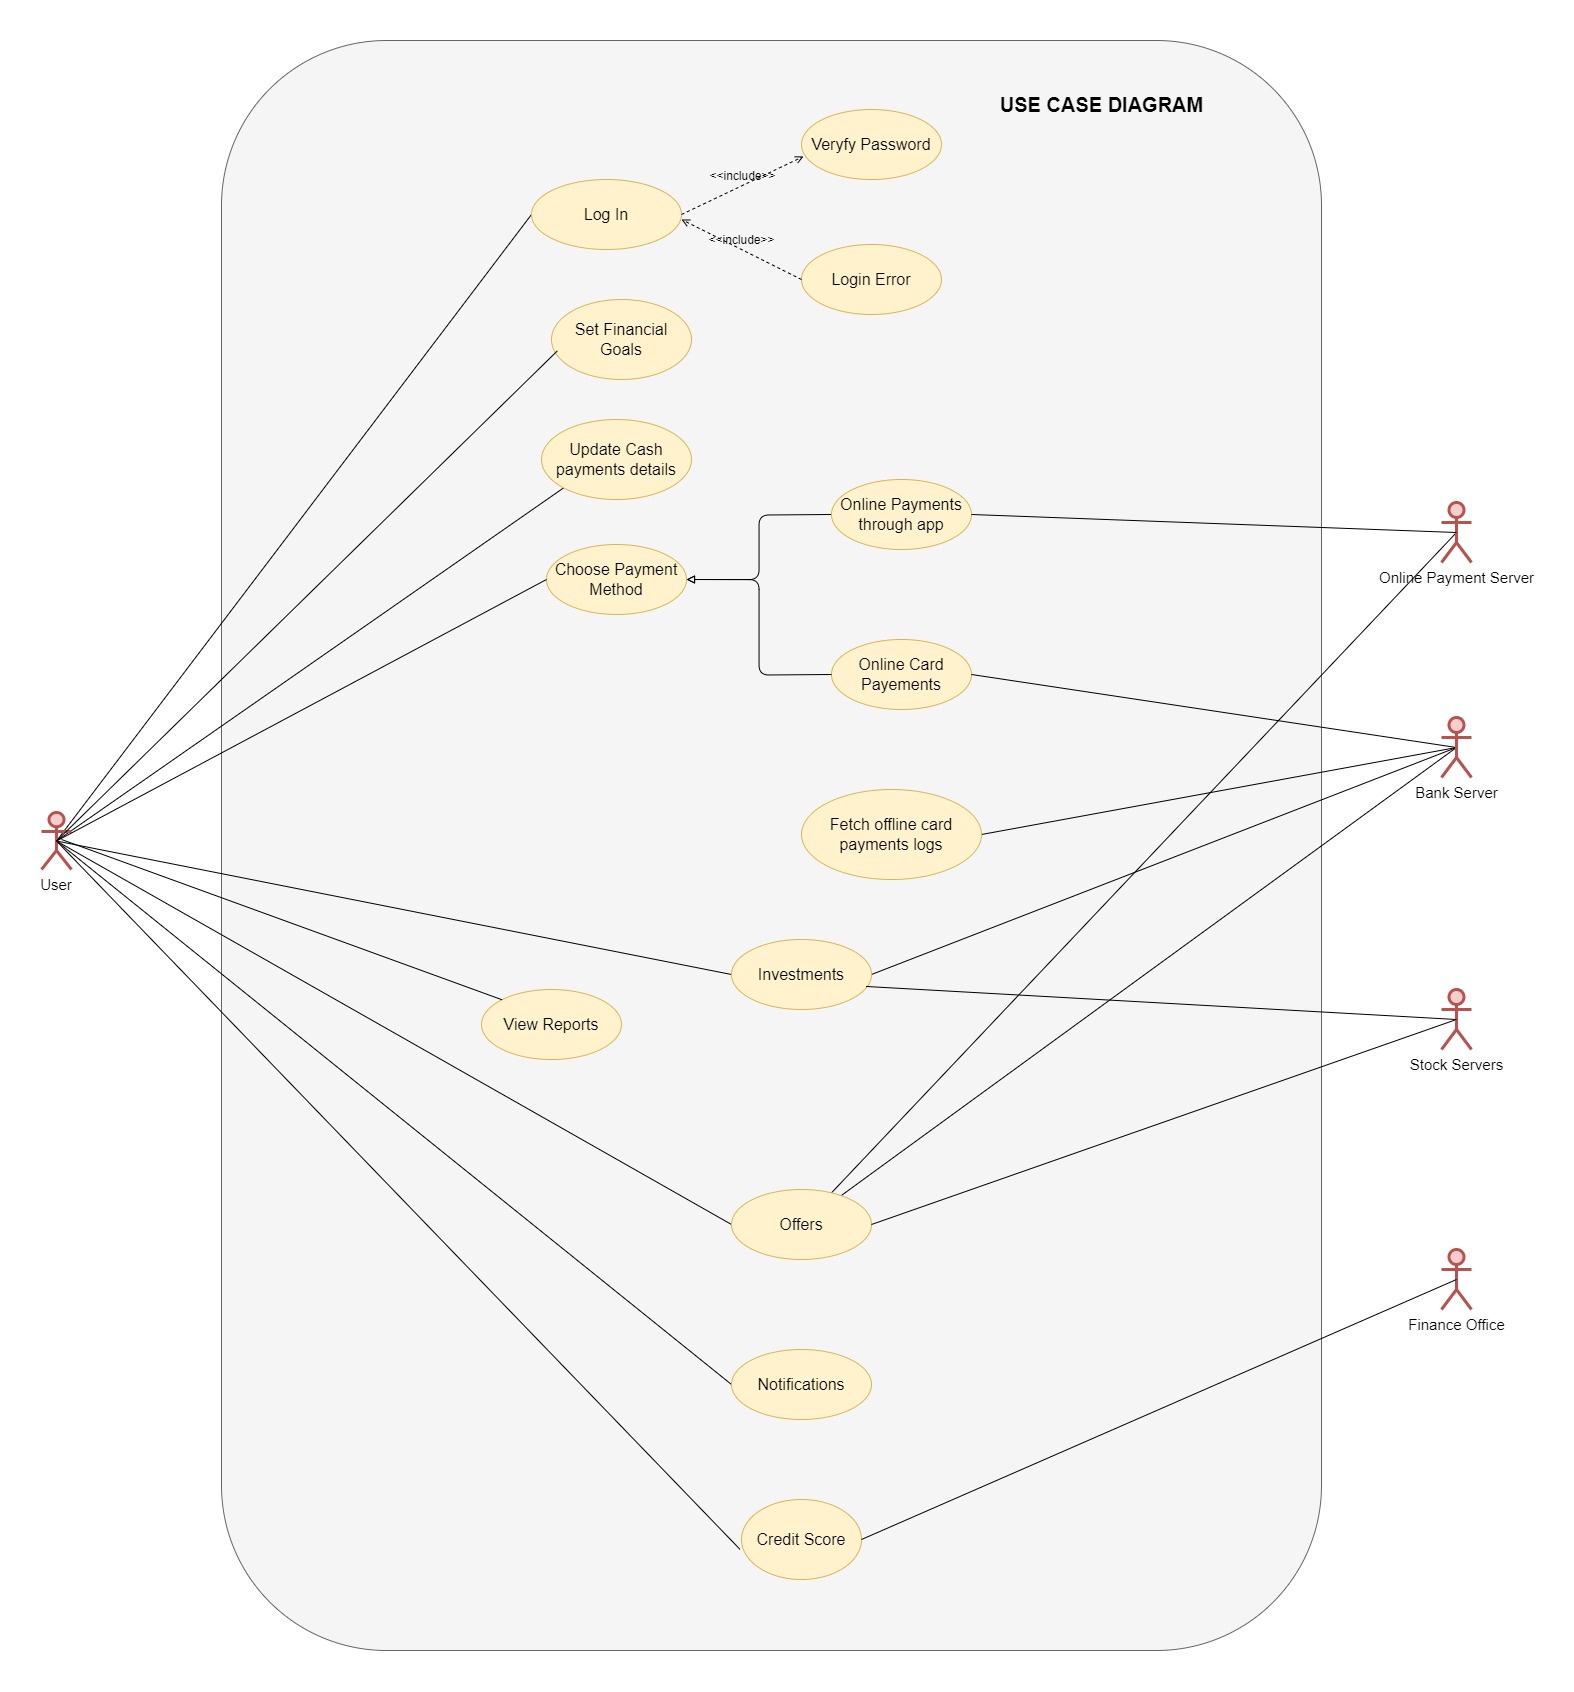 USE CASE DIAGRAM
Veryfy Password
<<include>>
Log In
<<include>>
Login Error
Set Financial
Goals
Update Cash
payments details
Online Payments
through app
Choose Payment
Method
Online Payment Server
Online Card
Payements
Bank Server
Fetch offline card
payments logs
User
Investments
View Reports
Stock Servers
Offers
Finance Office
Notifications
Credit Score